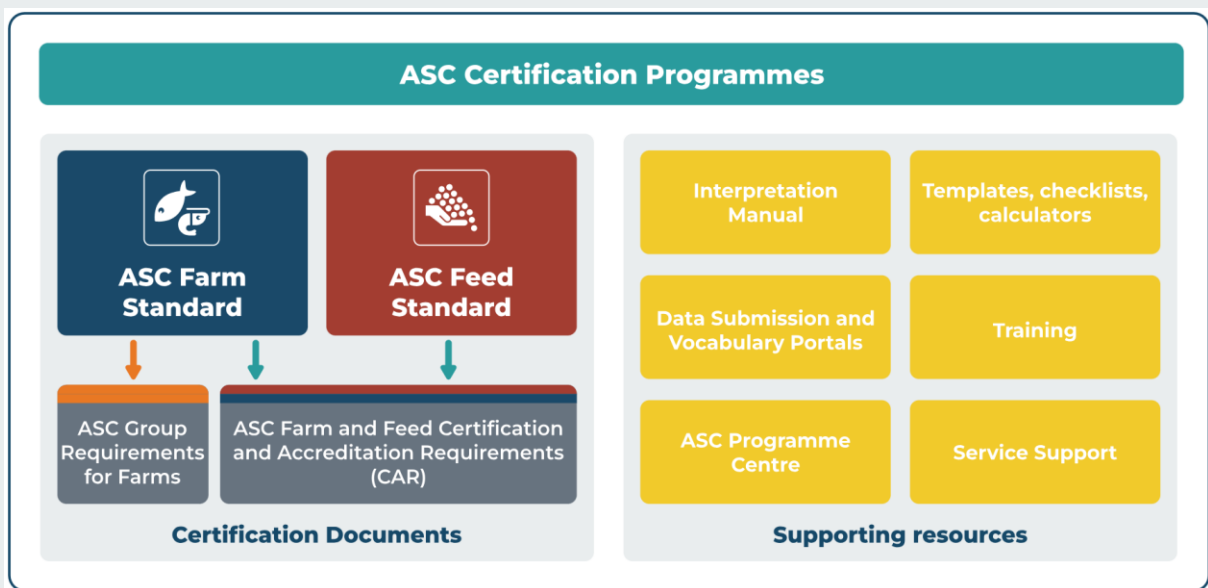 ASC Certification Programmes
ASC Farm
Standard
ASC Feed
Standard
ASC Group
Requirements
for Farms
ASC Farm and Feed Certification
and Accreditation Requirements
(CAR)
Certification Documents
Interpretation
Manual
Templates, checklists,
calculators
Data Submission and
Vocabulary Portals
Training
ASC Programme
Centre
Service Support
Supporting resources